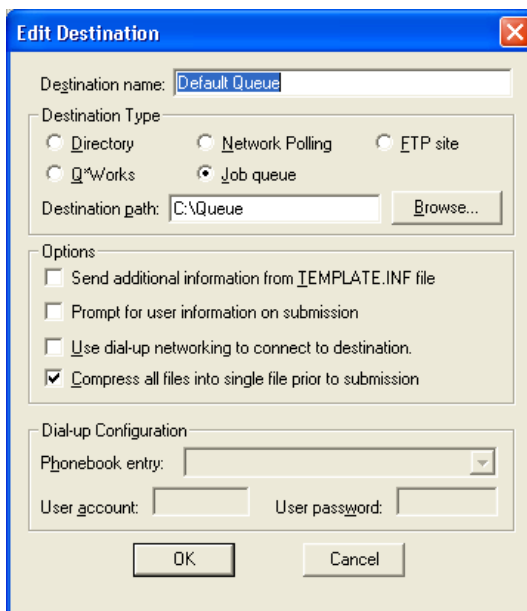 Edit Destination
Destination name: Default Queue
Destination Type
Directory Network Polling FTP site
Q*Works Job queue
Destination path: C:\Queue Browse...
Options
Send additional information from TEMPLATE.INF file
Prompt for user information on submission
Use dial-up networking to connect to destination.
Compress all files into single file prior to submission
Dial-up Configuration
Phonebook entry:
User account: User password:
OK Cancel